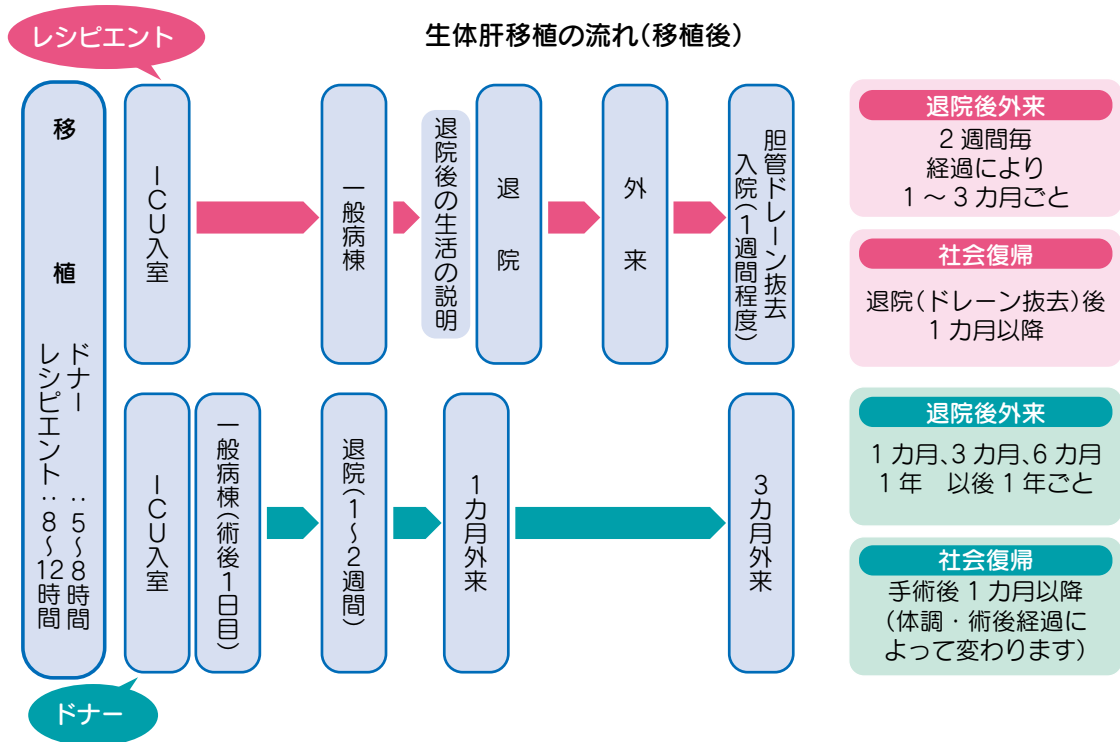 レシピエント
生体肝移植の流れ(移植後)
移植
ドナー:5〜8時間
レシピエント:8〜12時間
ICU入室
一般病棟
退院後の生活の説明
退院
外来
胆管ドレーン抜去
入院(1週間程度)
退院後外来
2週間毎
経過により
1〜3カ月ごと
社会復帰
退院(ドレーン抜去)後
1カ月以降
ICU入室
一般病棟(術後1日目)
退院(1〜2週間)
1カ月外来
3カ月外来
退院後外来
1カ月、3カ月、6カ月
1年 以後1年ごと
社会復帰
手術後1カ月以降
(体調・術後経過に
よって変わります)
ドナー